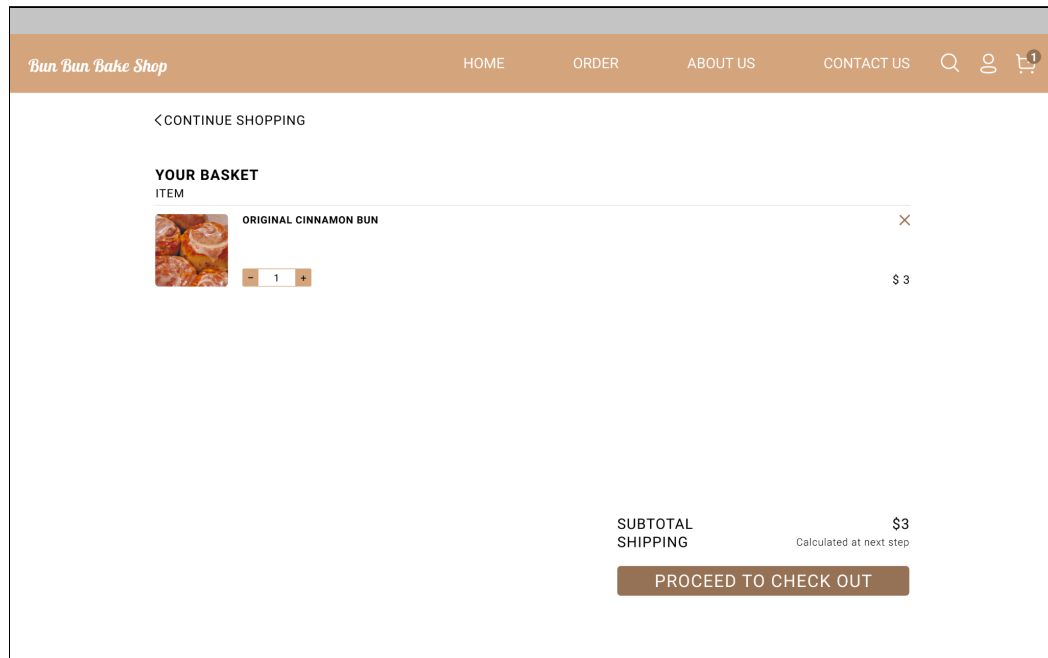 Bun Bun Bake Shop HOME ORDER ABOUT US CONTACT US 1
CONTINUE SHOPPING
YOUR BASKET
ITEM
ORIGINAL CINNAMON BUN
- 1 +
$ 3
SUBTOTAL $3
SHIPPING Calculated at next step
PROCEED TO CHECK OUT